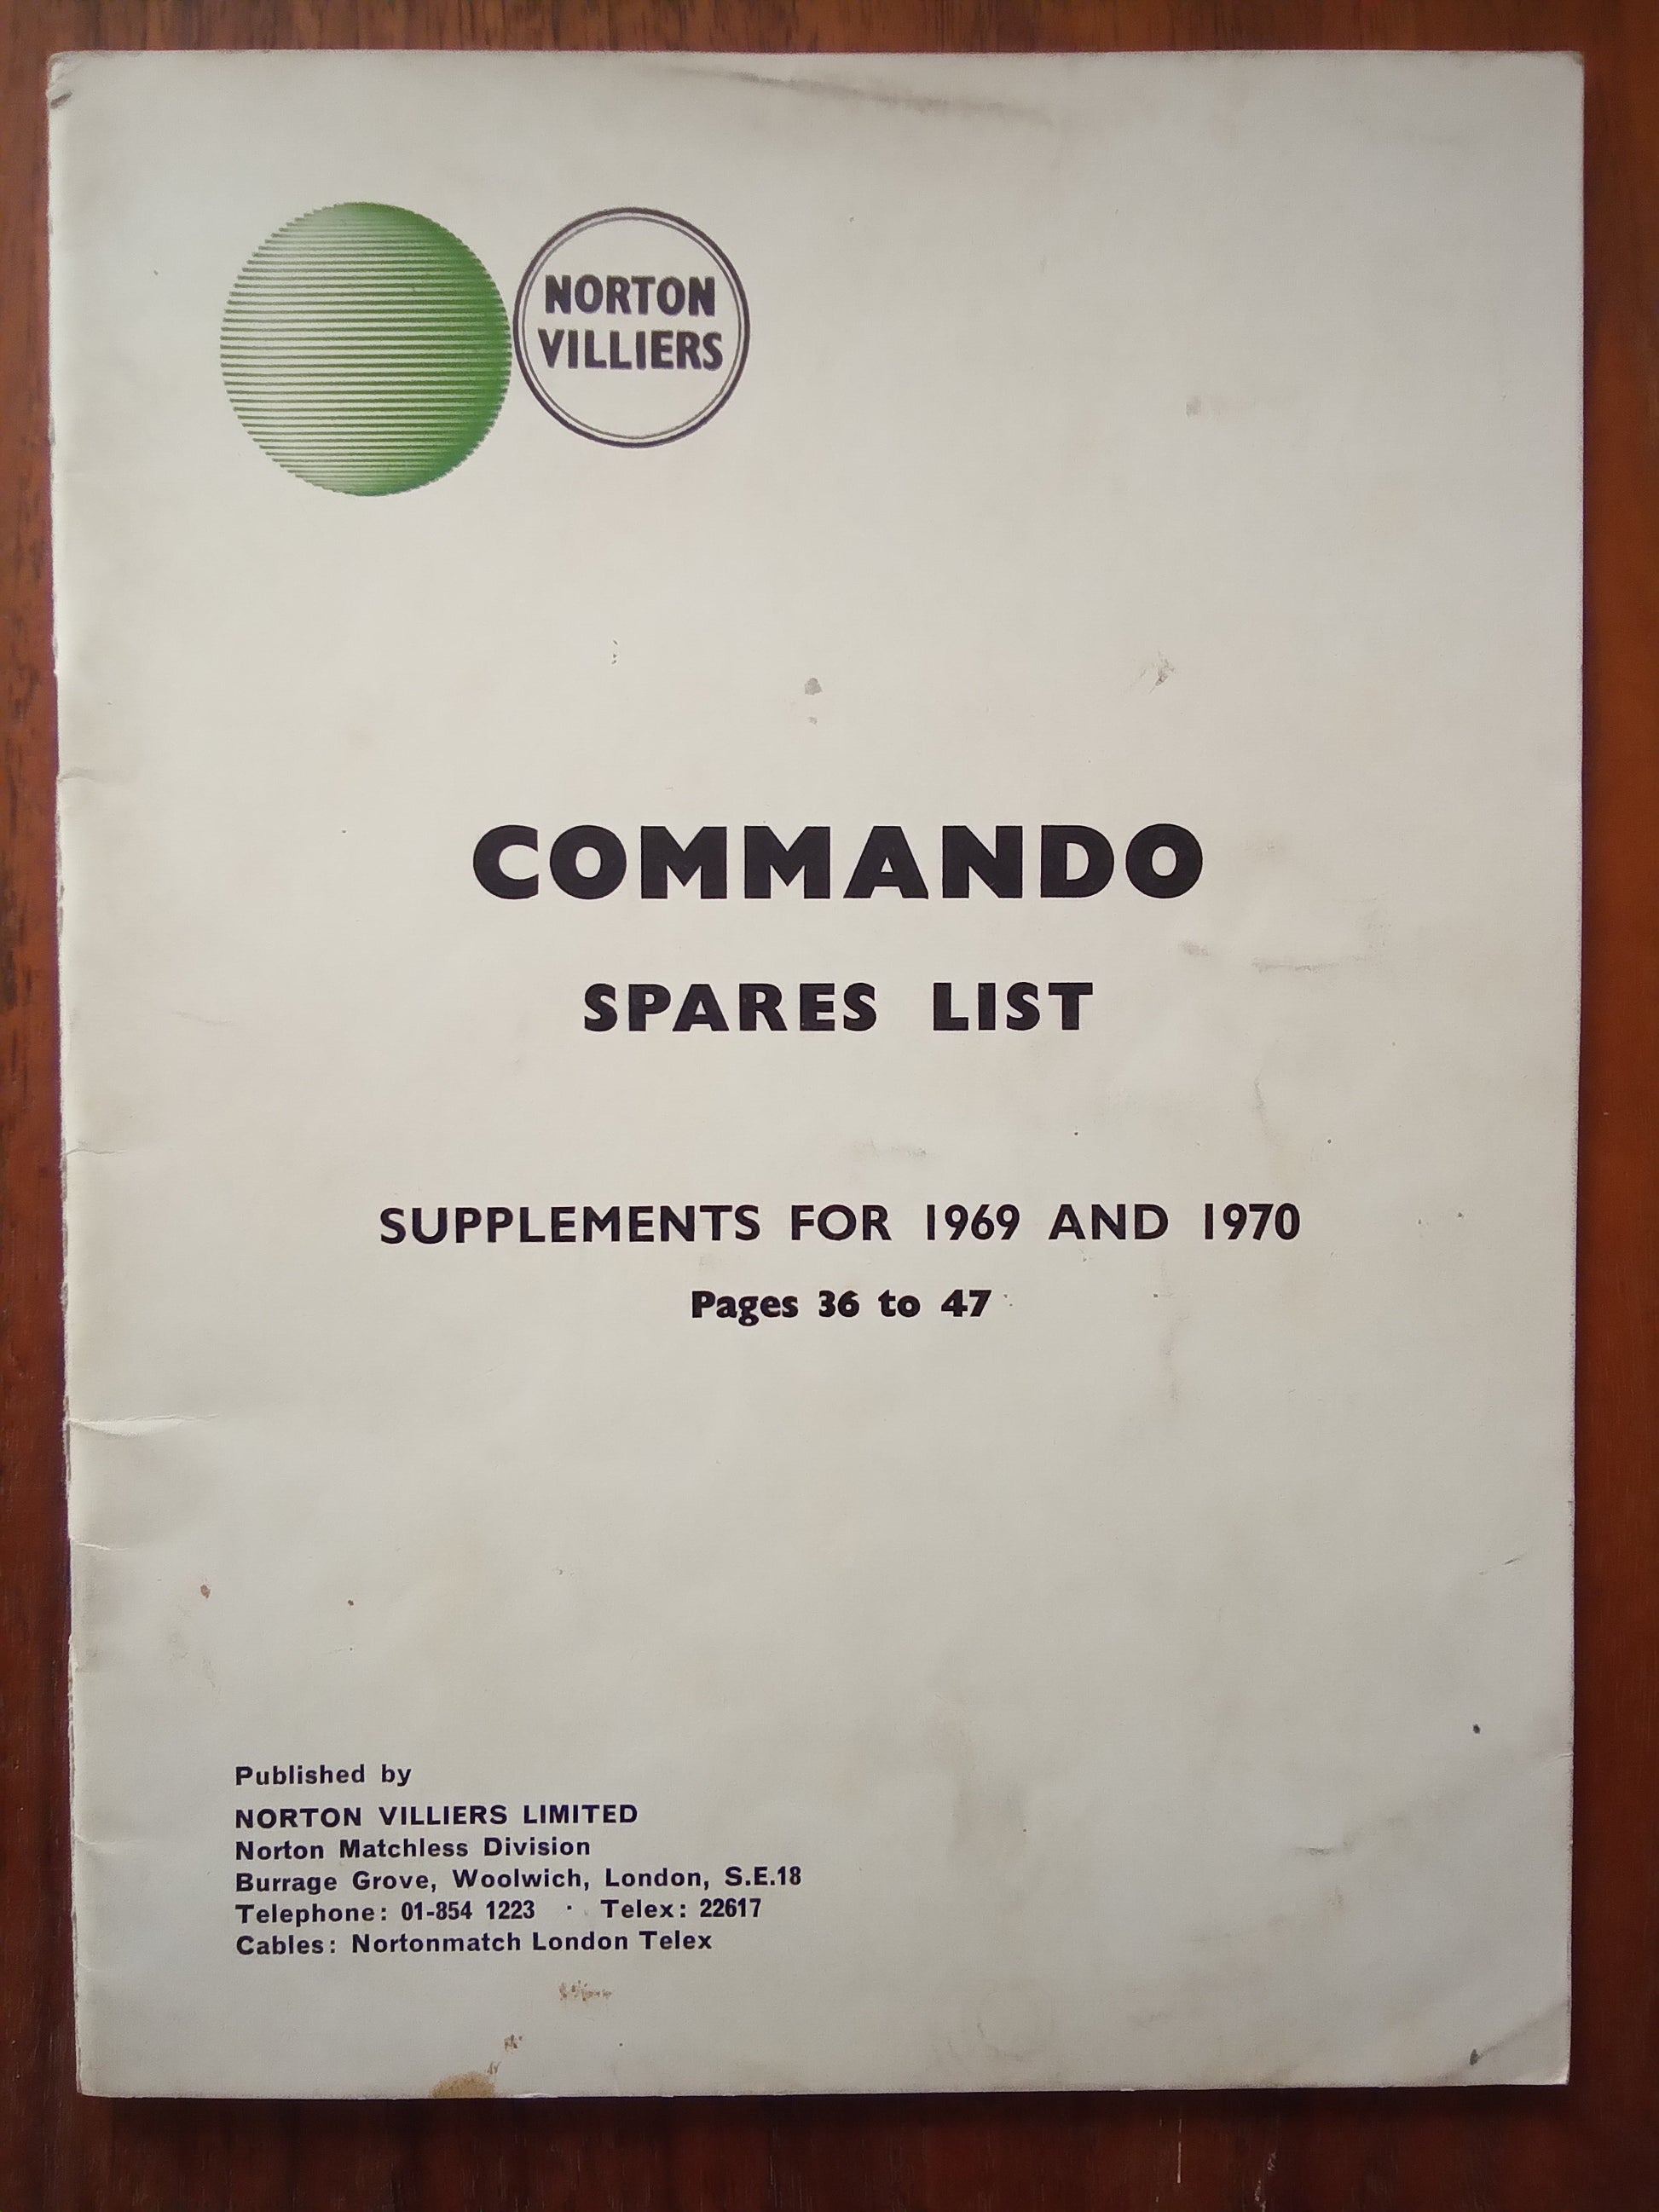 NORTON
VILLIERS
COMMANDO
SPARES LIST
SUPPLEMENTS FOR 1969 AND 1970
Pages 36 to 47
Published by
NORTON VILLIERS LIMITED
Norton Matchless Division
Burrage Grove, Woolwich, London, S.E.18
Telephone: 01-854 1223 · Telex: 22617
Cables: Nortonmatch London Telex